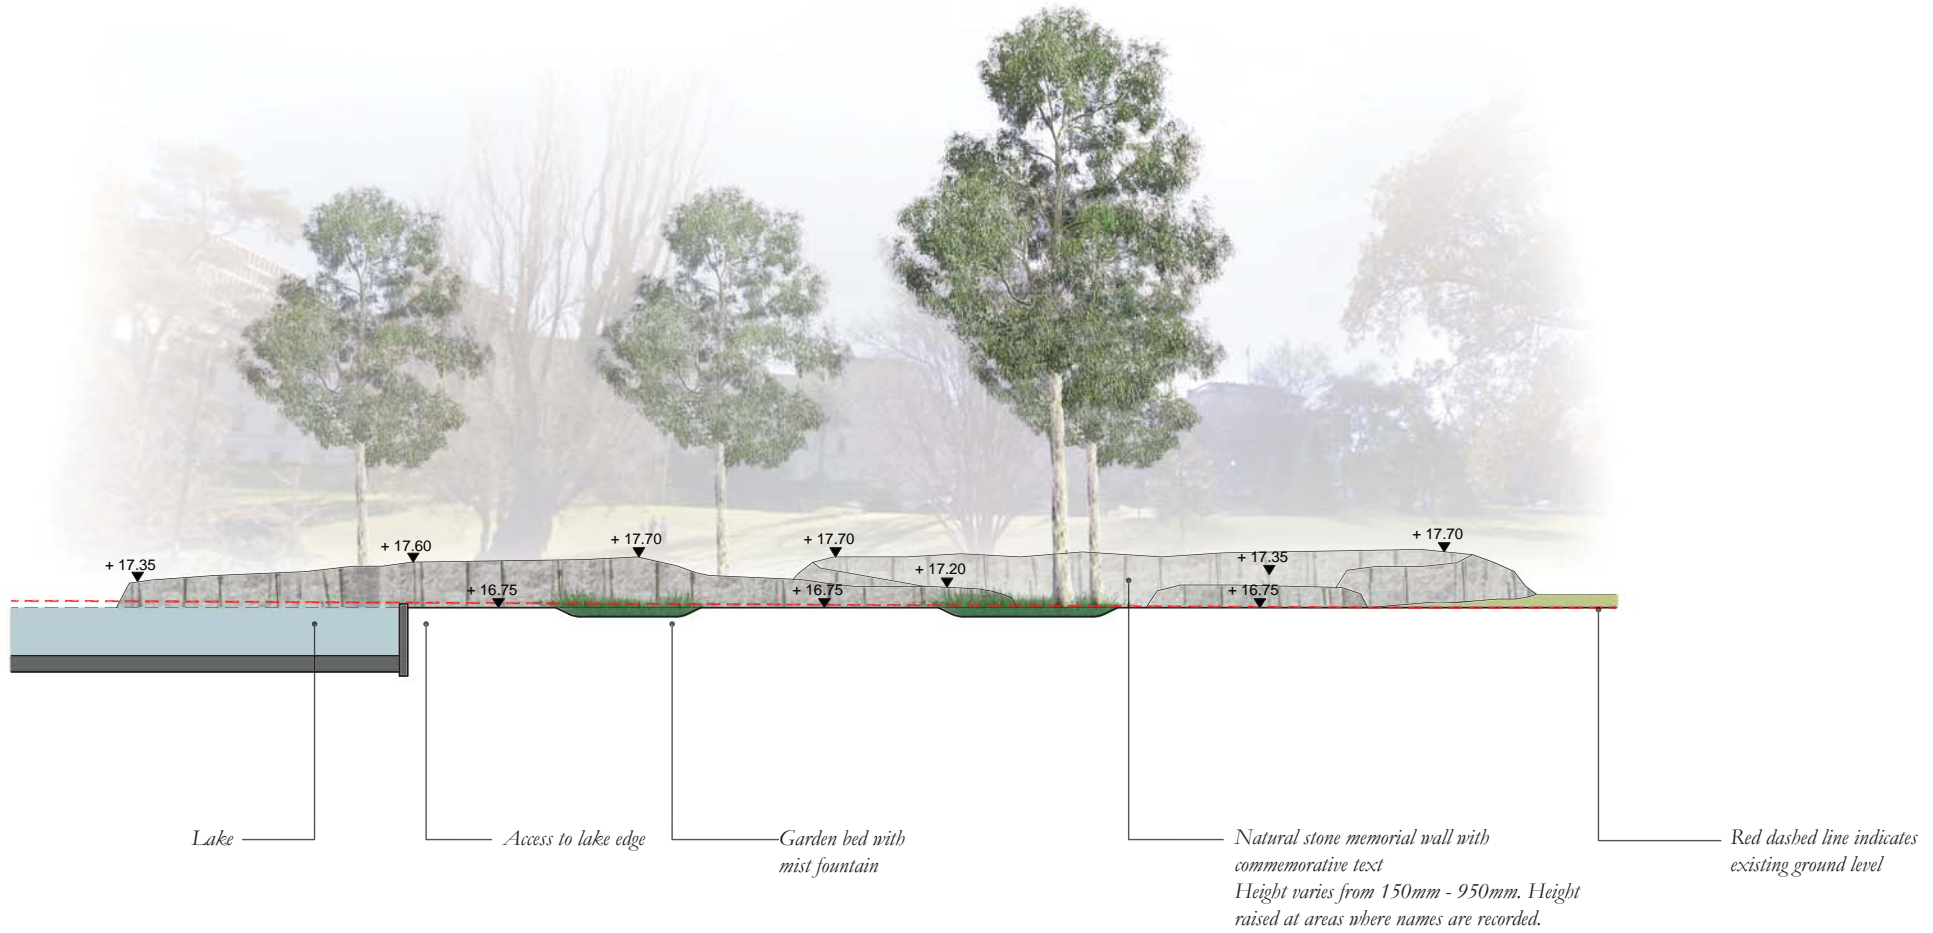 + 17.35
+ 17.60
+ 17.70
+ 17.70
+ 17.70
+ 17.35
+ 17.20
+ 16.75
+ 16.75
+ 16.75
Lake
Access to lake edge
Garden bed with
mist fountain
Natural stone memorial wall with
commemorative text
Height varies from 150mm - 950mm. Height
raised at areas where names are recorded.
Red dashed line indicates
existing ground level